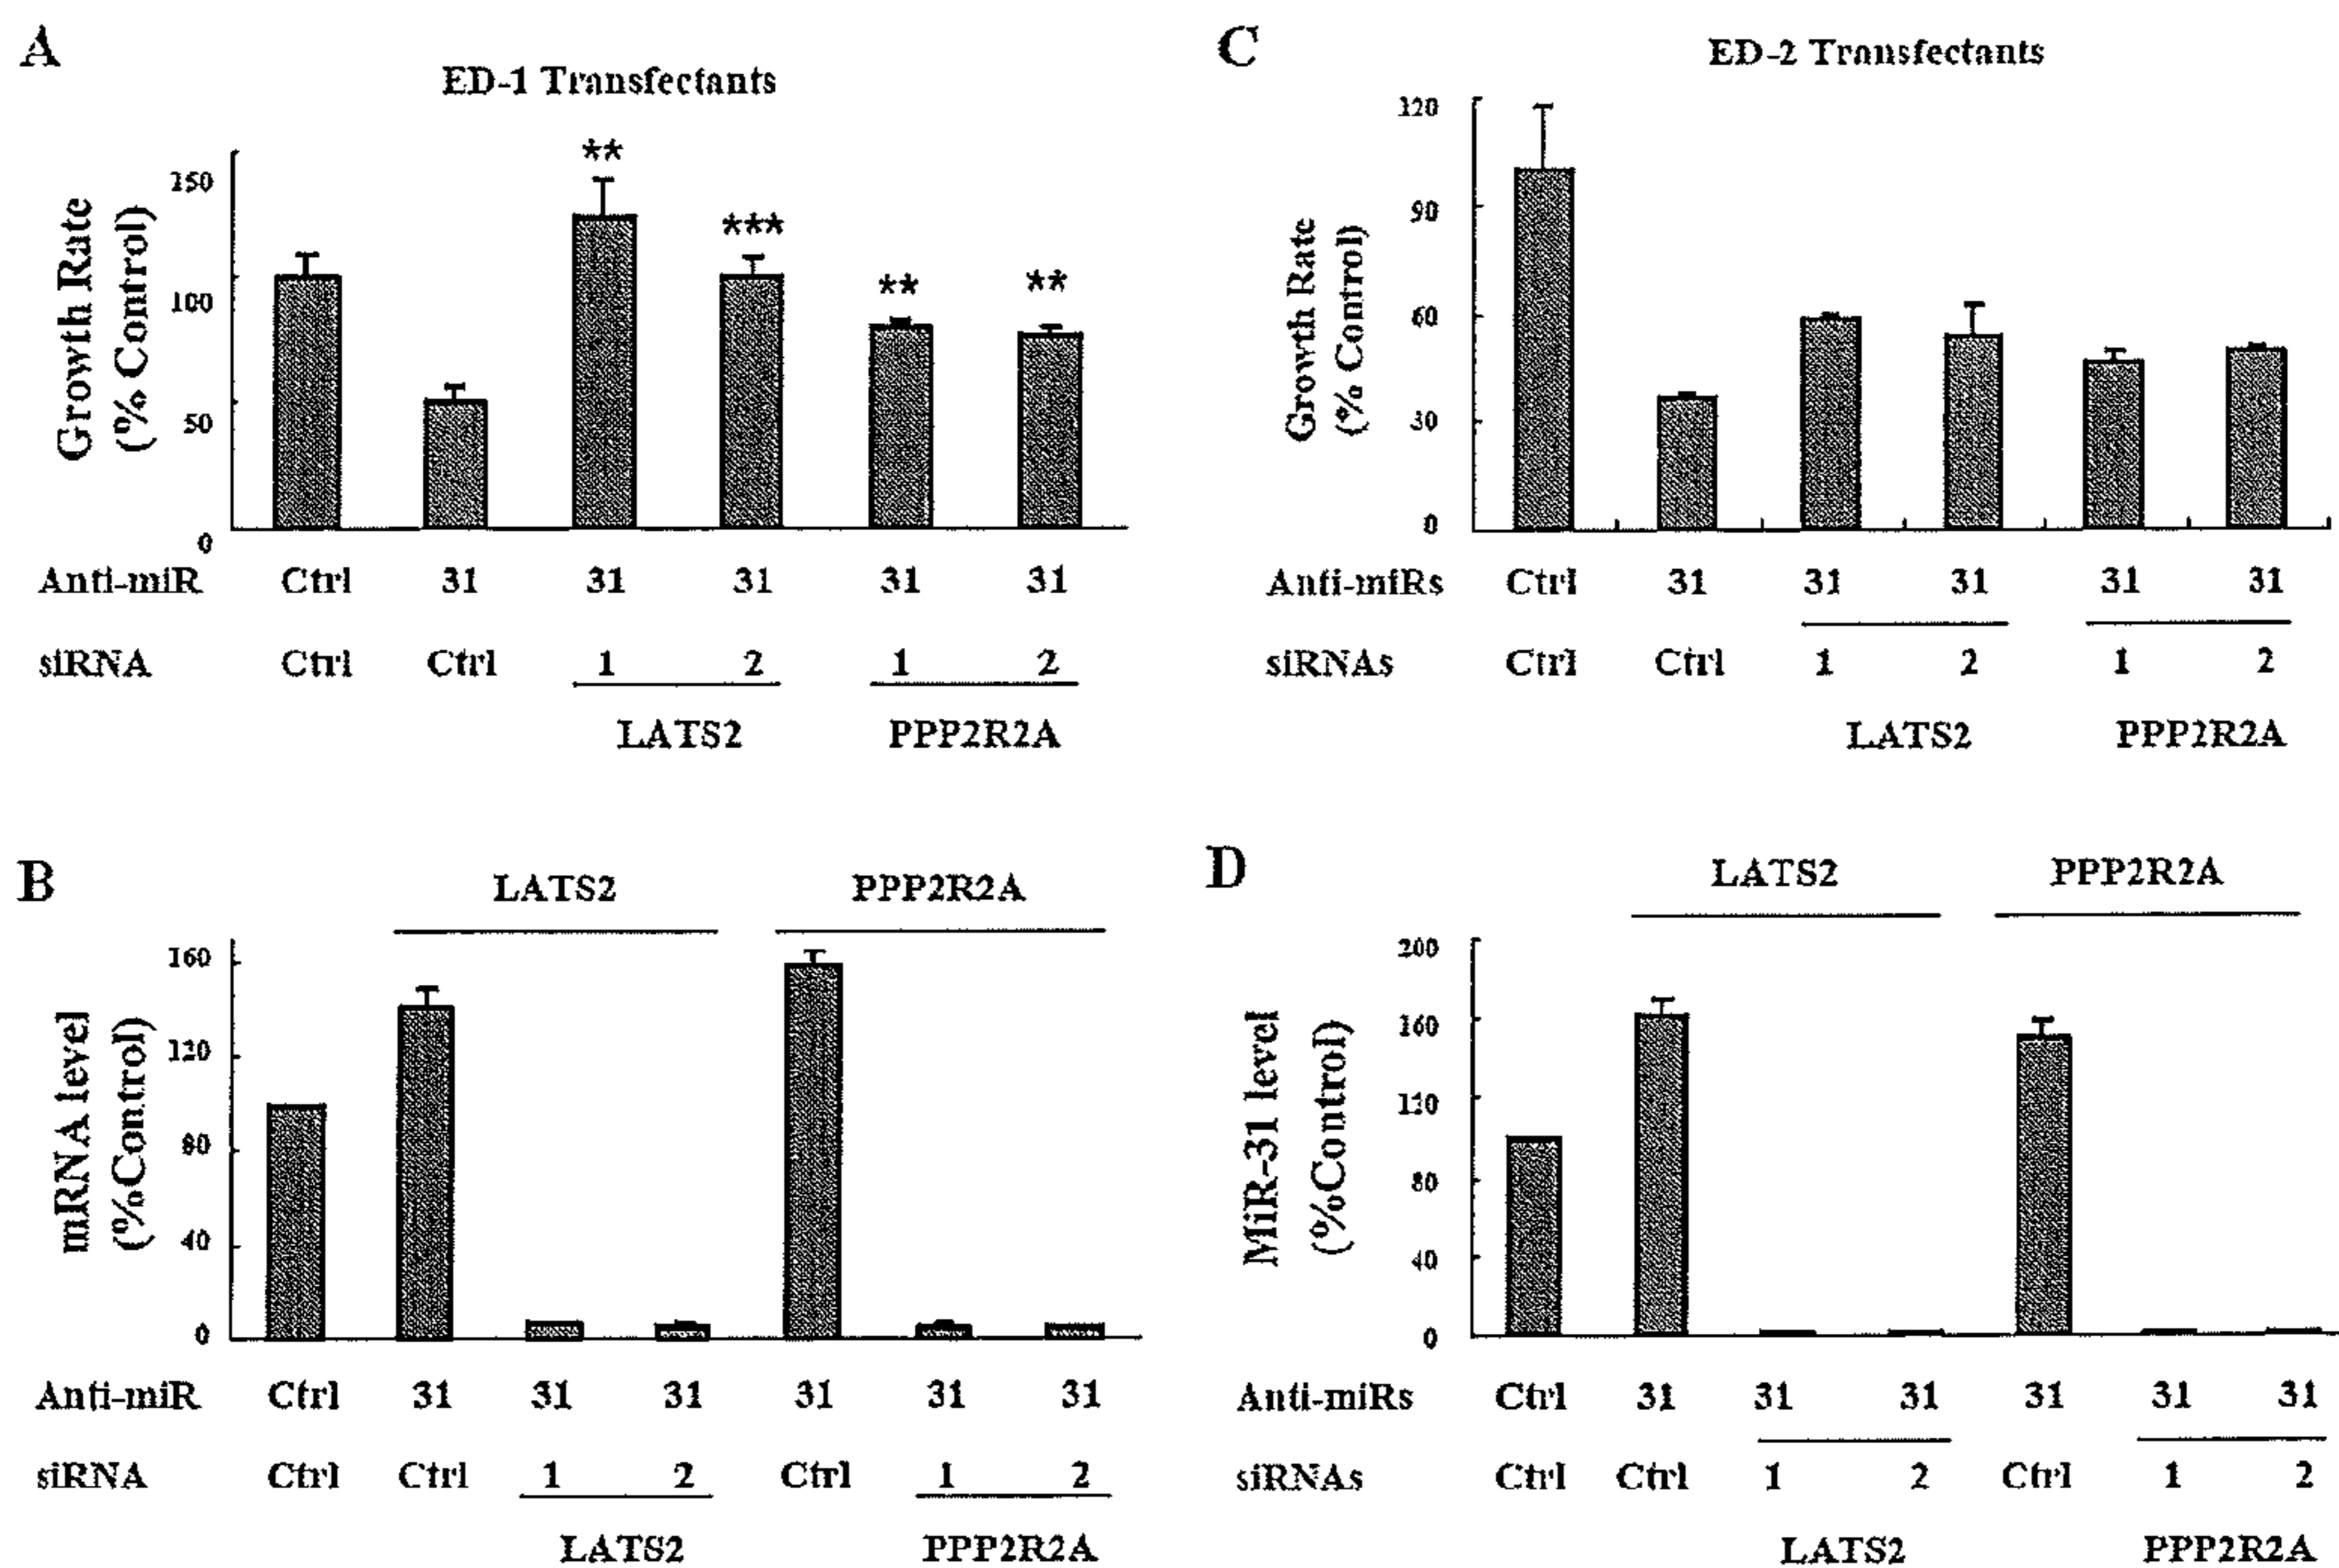 A
ED-1 Transfectants
Growth Rate
(% Control)
150
100
50
0
** *** ** **
Anti-miR Ctrl 31 31 31 31 31
siRNA Ctrl Ctrl 1 2 1 2
LATS2 PPP2R2A
C
ED-2 Transfectants
Growth Rate
(% Control)
120
90
60
30
0
Anti-miRs Ctrl 31 31 31 31 31
siRNAs Ctrl Ctrl 1 2 1 2
LATS2 PPP2R2A
B
LATS2 PPP2R2A
mRNA level
(%Control)
160
120
80
40
0
Anti-miR Ctrl 31 31 31 31 31 31
siRNA Ctrl Ctrl 1 2 Ctrl 1 2
LATS2 PPP2R2A
D
LATS2 PPP2R2A
MiR-31 level
(%Control)
200
160
120
80
40
0
Anti-miRs Ctrl 31 31 31 31 31 31
siRNAs Ctrl Ctrl 1 2 Ctrl 1 2
LATS2 PPP2R2A